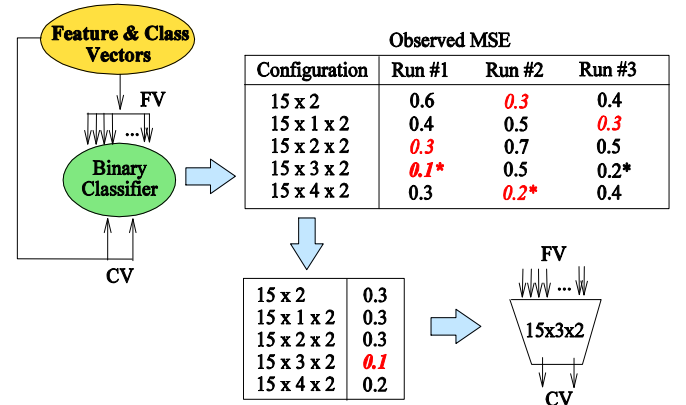 Feature & Class
Vectors
FV
...
Binary
Classifier
CV
Observed MSE
Configuration Run #1 Run #2 Run #3
15 x 2 0.6 0.3 0.4
15 x 1 x 2 0.4 0.5 0.3
15 x 2 x 2 0.3 0.7 0.5
15 x 3 x 2 0.1* 0.5 0.2*
15 x 4 x 2 0.3 0.2* 0.4
15 x 2 0.3
15 x 1 x 2 0.3
15 x 2 x 2 0.3
15 x 3 x 2 0.1
15 x 4 x 2 0.2
FV
...
15x3x2
CV